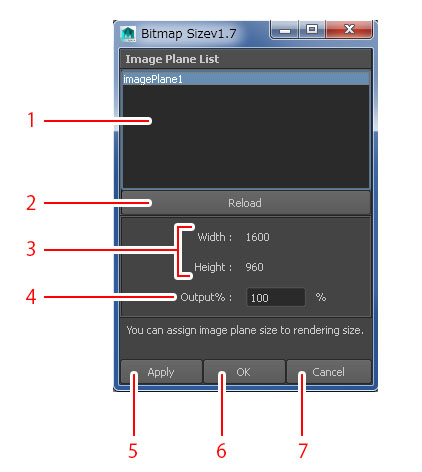 Bitmap Sizev1.7
Image Plane List
imagePlane1
1
2
Reload
3
Width : 1600
Height : 960
4
Output% : 100 %
You can assign image plane size to rendering size.
Apply OK Cancel
5 6 7